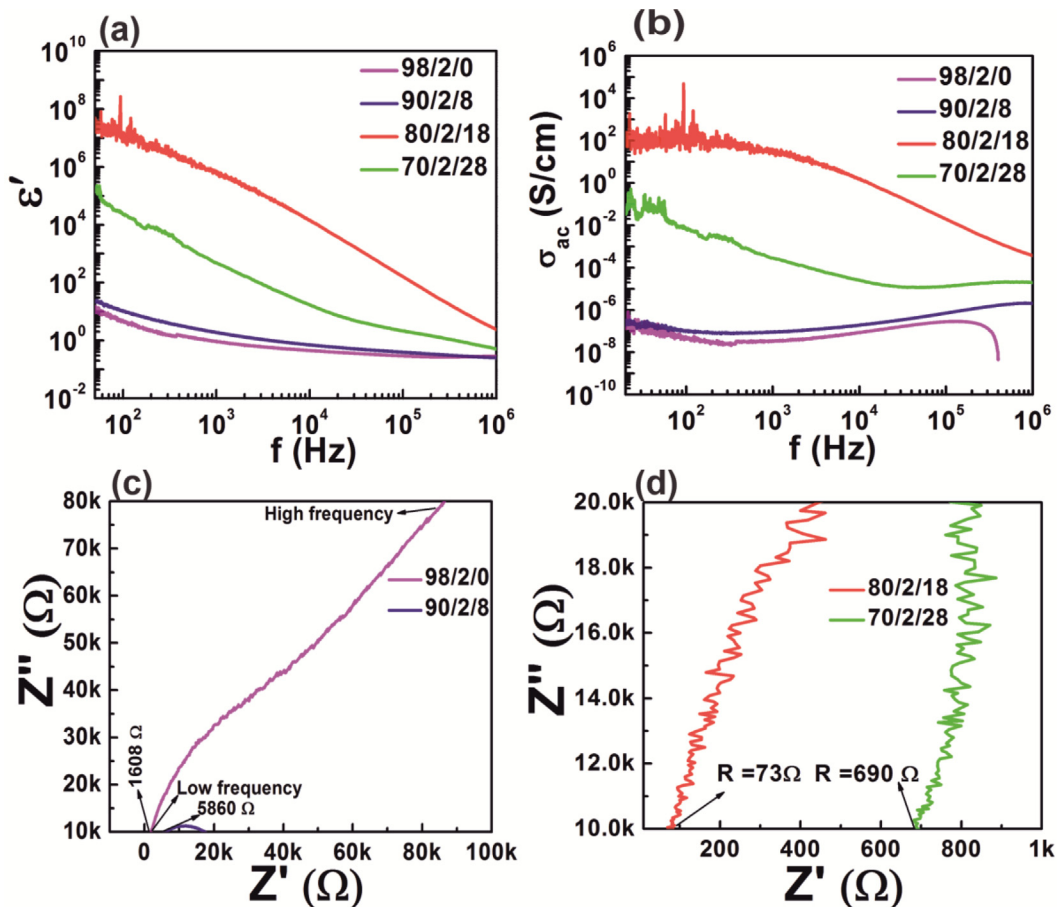 (a)
10^10
10^8
10^6
10^4
10^2
10^0
10^-2
ε'
98/2/0
90/2/8
80/2/18
70/2/28
10^2 10^3 10^4 10^5 10^6
f (Hz)
(b)
10^6
10^4
10^2
10^0
10^-2
10^-4
10^-6
10^-8
10^-10
σac (S/cm)
98/2/0
90/2/8
80/2/18
70/2/28
10^2 10^3 10^4 10^5 10^6
f (Hz)
(c)
80k
70k
60k
50k
40k
30k
20k
10k
Z'' (Ω)
High frequency
98/2/0
90/2/8
1608 Ω
Low frequency
5860 Ω
0 20k 40k 60k 80k 100k
Z' (Ω)
(d)
20.0k
18.0k
16.0k
14.0k
12.0k
10.0k
Z'' (Ω)
80/2/18
70/2/28
R =73Ω R =690 Ω
200 400 600 800 1k
Z' (Ω)